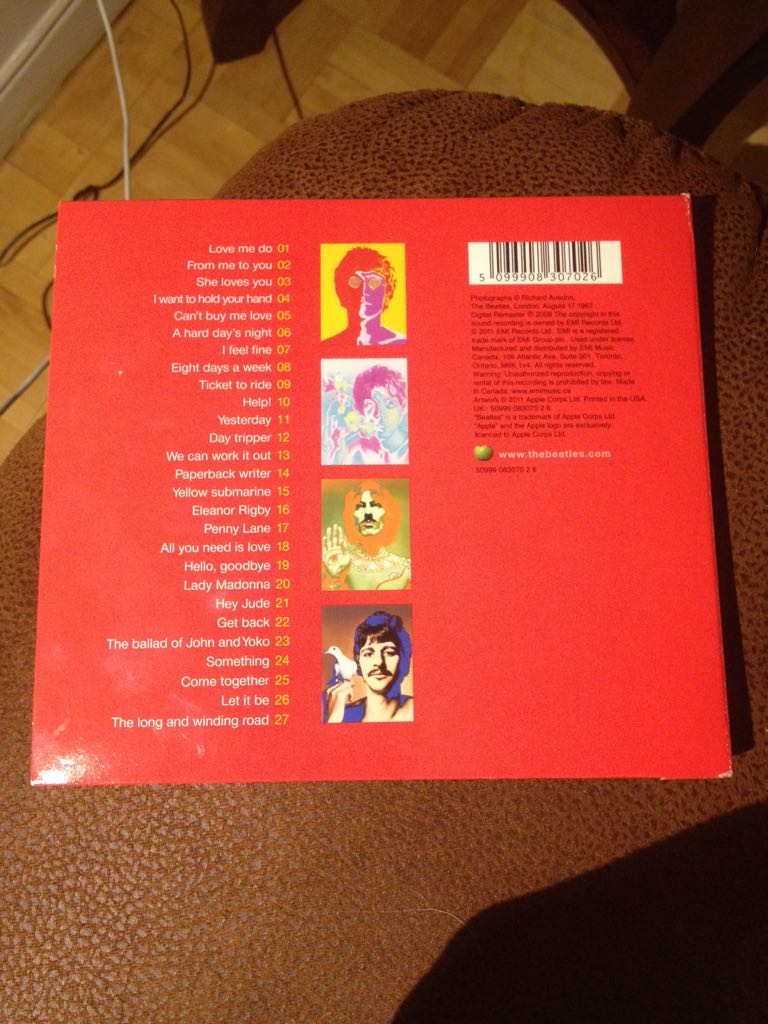 Love me do 01
From me to you 02
She loves you 03
I want to hold your hand 04
Can't buy me love 05
A hard day's night 06
I feel fine 07
Eight days a week 08
Ticket to ride 09
Help! 10
Yesterday 11
Day tripper 12
We can work it out 13
Paperback writer 14
Yellow submarine 15
Eleanor Rigby 16
Penny Lane 17
All you need is love 18
Hello, goodbye 19
Lady Madonna 20
Hey Jude 21
Get back 22
The ballad of John and Yoko 23
Something 24
Come together 25
Let it be 26
The long and winding road 27
5 099908 307026
Photographs © Richard Avedon,
The Beatles, London, August 17 1967
Digital Remaster ℗ 2009 The copyright in this
sound recording is owned by EMI Records Ltd.
© 2011 EMI Records Ltd. EMI is a registered
trade mark of EMI Group plc. Used under license.
Manufactured and distributed by EMI Music
Canada, 109 Atlantic Ave, Suite 301, Toronto,
Ontario, M6K 1x4. All rights reserved.
Warning: Unauthorized reproduction, copying or
rental of this recording is prohibited by law. Made
in Canada. www.emimusic.ca
Artwork © 2011 Apple Corps Ltd. Printed in the USA.
UK : 50999 083070 2 6
"Beatles" is a trademark of Apple Corps Ltd.
"Apple" and the Apple logo are exclusively
licenced to Apple Corps Ltd.
www.thebeatles.com
50999 083070 2 6